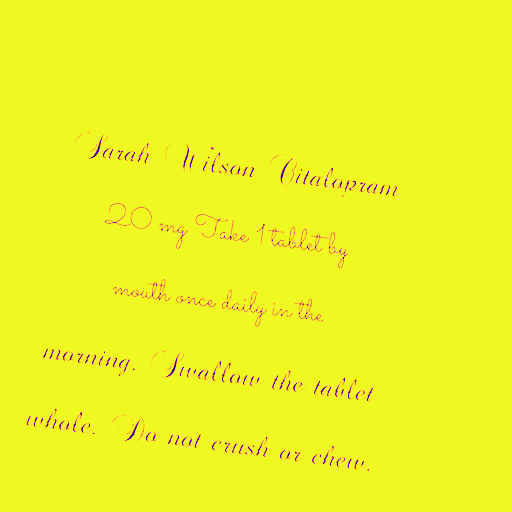 Sarah Wilson Citalopram
20 mg Take 1 tablet by
mouth once daily in the
morning. Swallow the tablet
whole. Do not crush or chew.